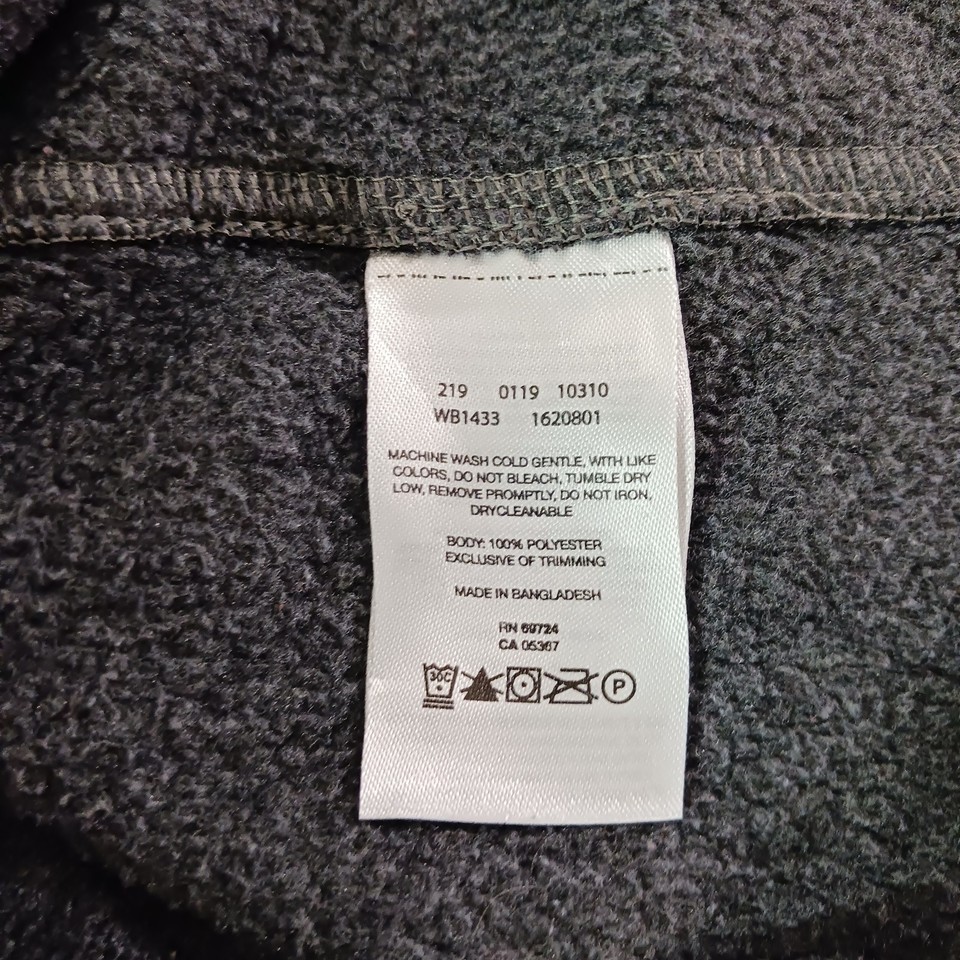 219 0119 10310
WB1433 1620801
MACHINE WASH COLD GENTLE, WITH LIKE
COLORS, DO NOT BLEACH, TUMBLE DRY
LOW, REMOVE PROMPTLY, DO NOT IRON,
DRYCLEANABLE
BODY: 100% POLYESTER
EXCLUSIVE OF TRIMMING
MADE IN BANGLADESH
RN 69724
CA 05367
30C P